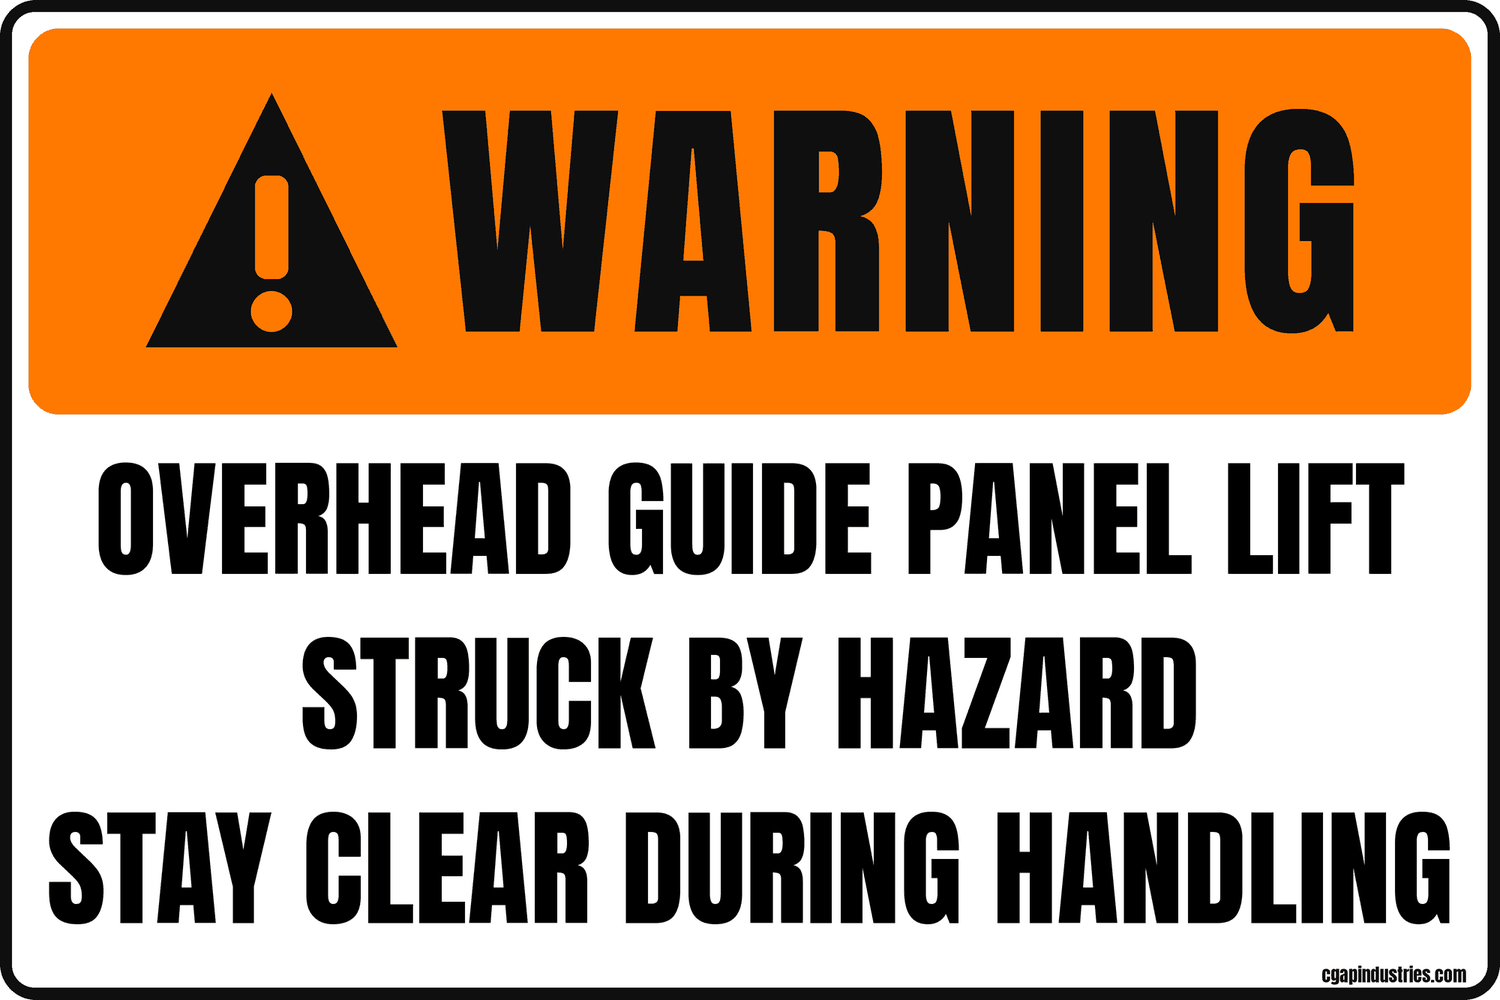 WARNING
OVERHEAD GUIDE PANEL LIFT
STRUCK BY HAZARD
STAY CLEAR DURING HANDLING
cgapindustries.com